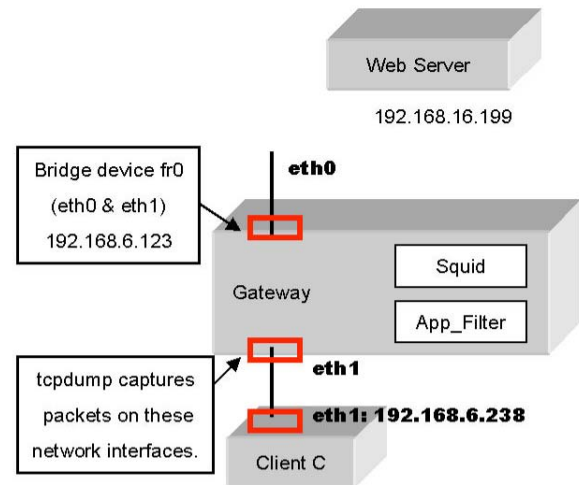 Web Server
192.168.16.199
Bridge device fr0
(eth0 & eth1)
192.168.6.123
eth0
Squid
Gateway
App_Filter
eth1
tcpdump captures
packets on these
network interfaces.
eth1: 192.168.6.238
Client C